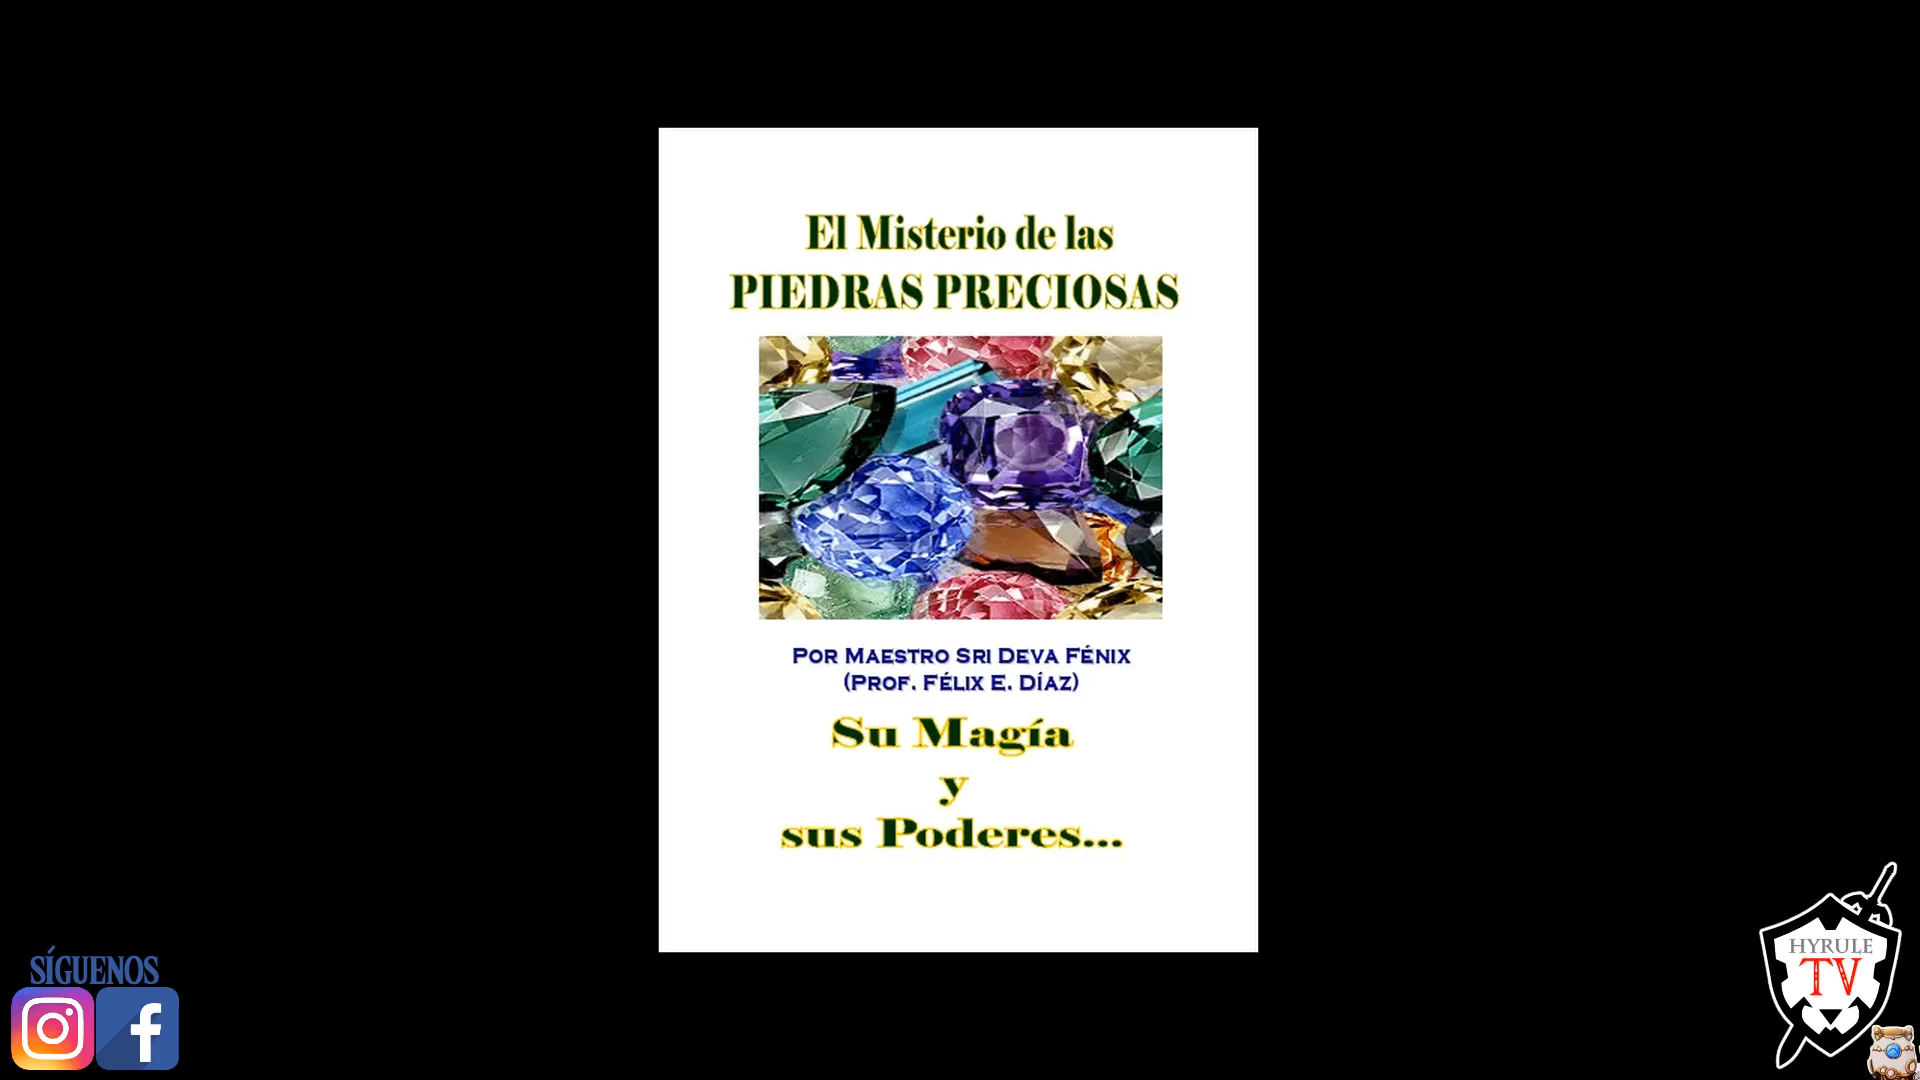 El Misterio de las
PIEDRAS PRECIOSAS
POR MAESTRO SRI DEVA FÉNIX
(PROF. FÉLIX E. DÍAZ)
Su Magía
y
sus Poderes...
SÍGUENOS
HYRULE
TV